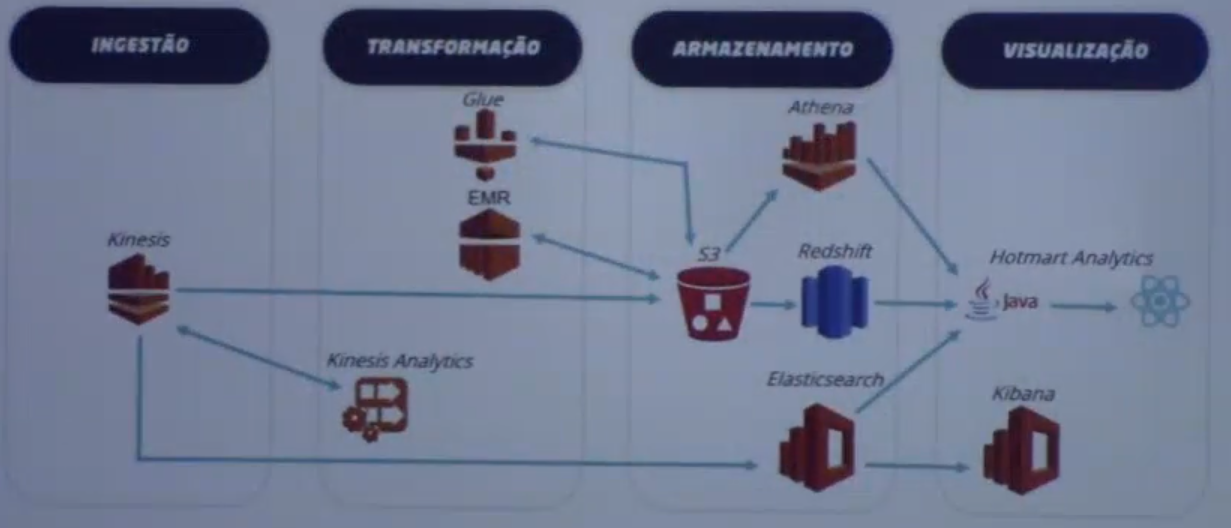 INGESTÃO
TRANSFORMAÇÃO
ARMAZENAMENTO
VISUALIZAÇÃO
Glue
Athena
EMR
Kinesis
S3
Redshift
Hotmart Analytics
Java
Kinesis Analytics
Elasticsearch
Kibana